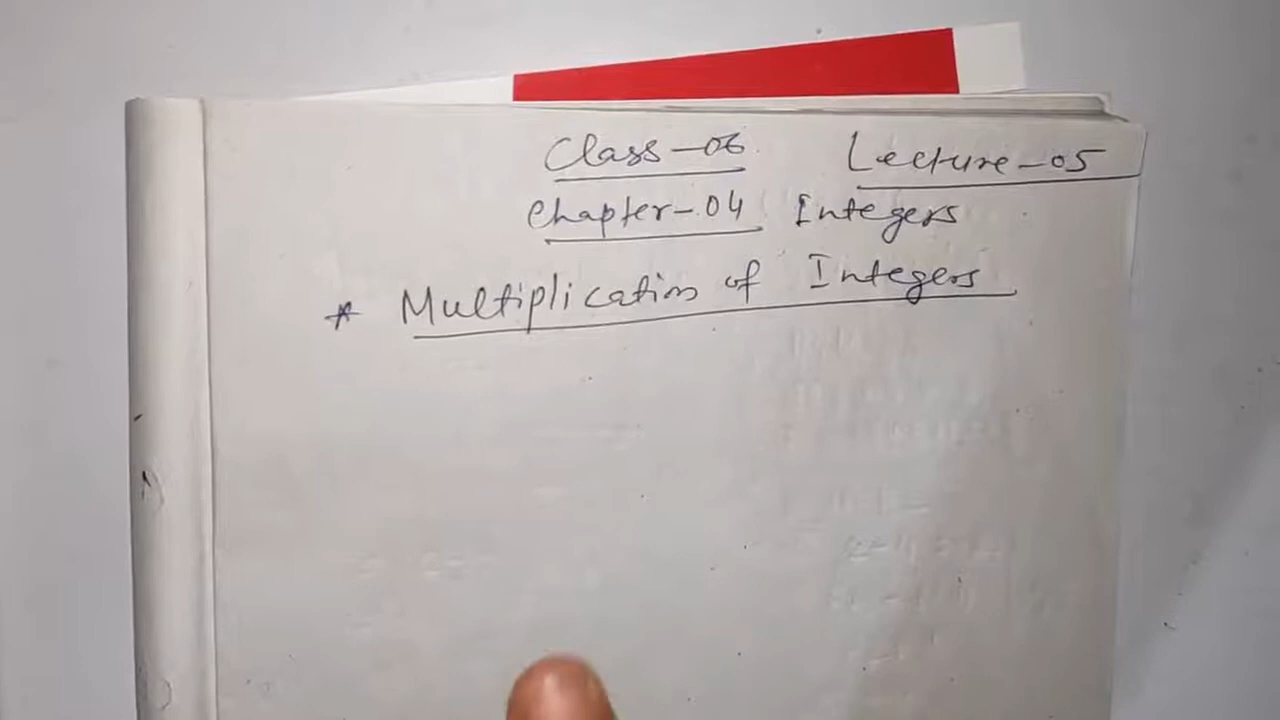 Class-06 Lecture-05
Chapter-04 Integers
* Multiplication of Integers